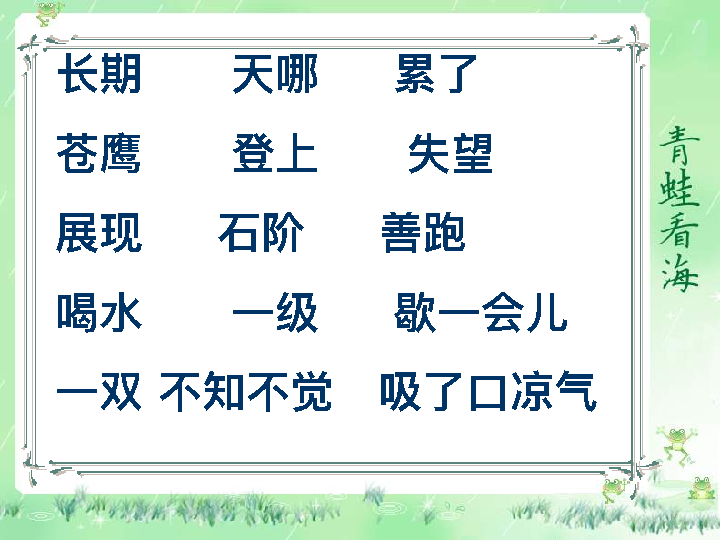 长期 天哪 累了
苍鹰 登上 失望
展现 石阶 善跑
喝水 一级 歇一会儿
一双 不知不觉 吸了口凉气
青蛙看海